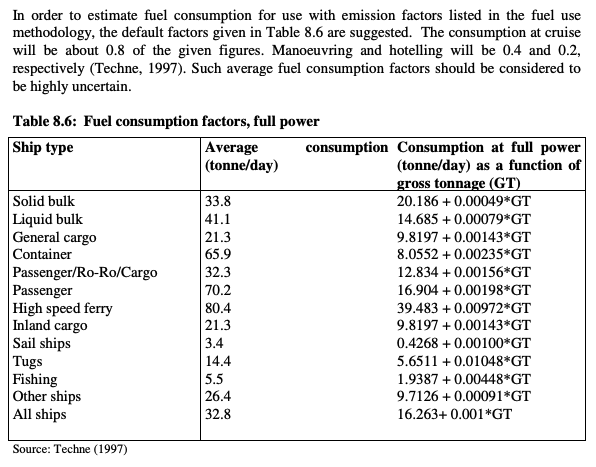 In order to estimate fuel consumption for use with emission factors listed in the fuel use
methodology, the default factors given in Table 8.6 are suggested. The consumption at cruise
will be about 0.8 of the given figures. Manoeuvring and hotelling will be 0.4 and 0.2,
respectively (Techne, 1997). Such average fuel consumption factors should be considered to
be highly uncertain.
Table 8.6: Fuel consumption factors, full power
Ship type Average consumption Consumption at full power
(tonne/day) (tonne/day) as a function of
gross tonnage (GT)
Solid bulk 33.8 20.186 + 0.00049*GT
Liquid bulk 41.1 14.685 + 0.00079*GT
General cargo 21.3 9.8197 + 0.00143*GT
Container 65.9 8.0552 + 0.00235*GT
Passenger/Ro-Ro/Cargo 32.3 12.834 + 0.00156*GT
Passenger 70.2 16.904 + 0.00198*GT
High speed ferry 80.4 39.483 + 0.00972*GT
Inland cargo 21.3 9.8197 + 0.00143*GT
Sail ships 3.4 0.4268 + 0.00100*GT
Tugs 14.4 5.6511 + 0.01048*GT
Fishing 5.5 1.9387 + 0.00448*GT
Other ships 26.4 9.7126 + 0.00091*GT
All ships 32.8 16.263+ 0.001*GT
Source: Techne (1997)